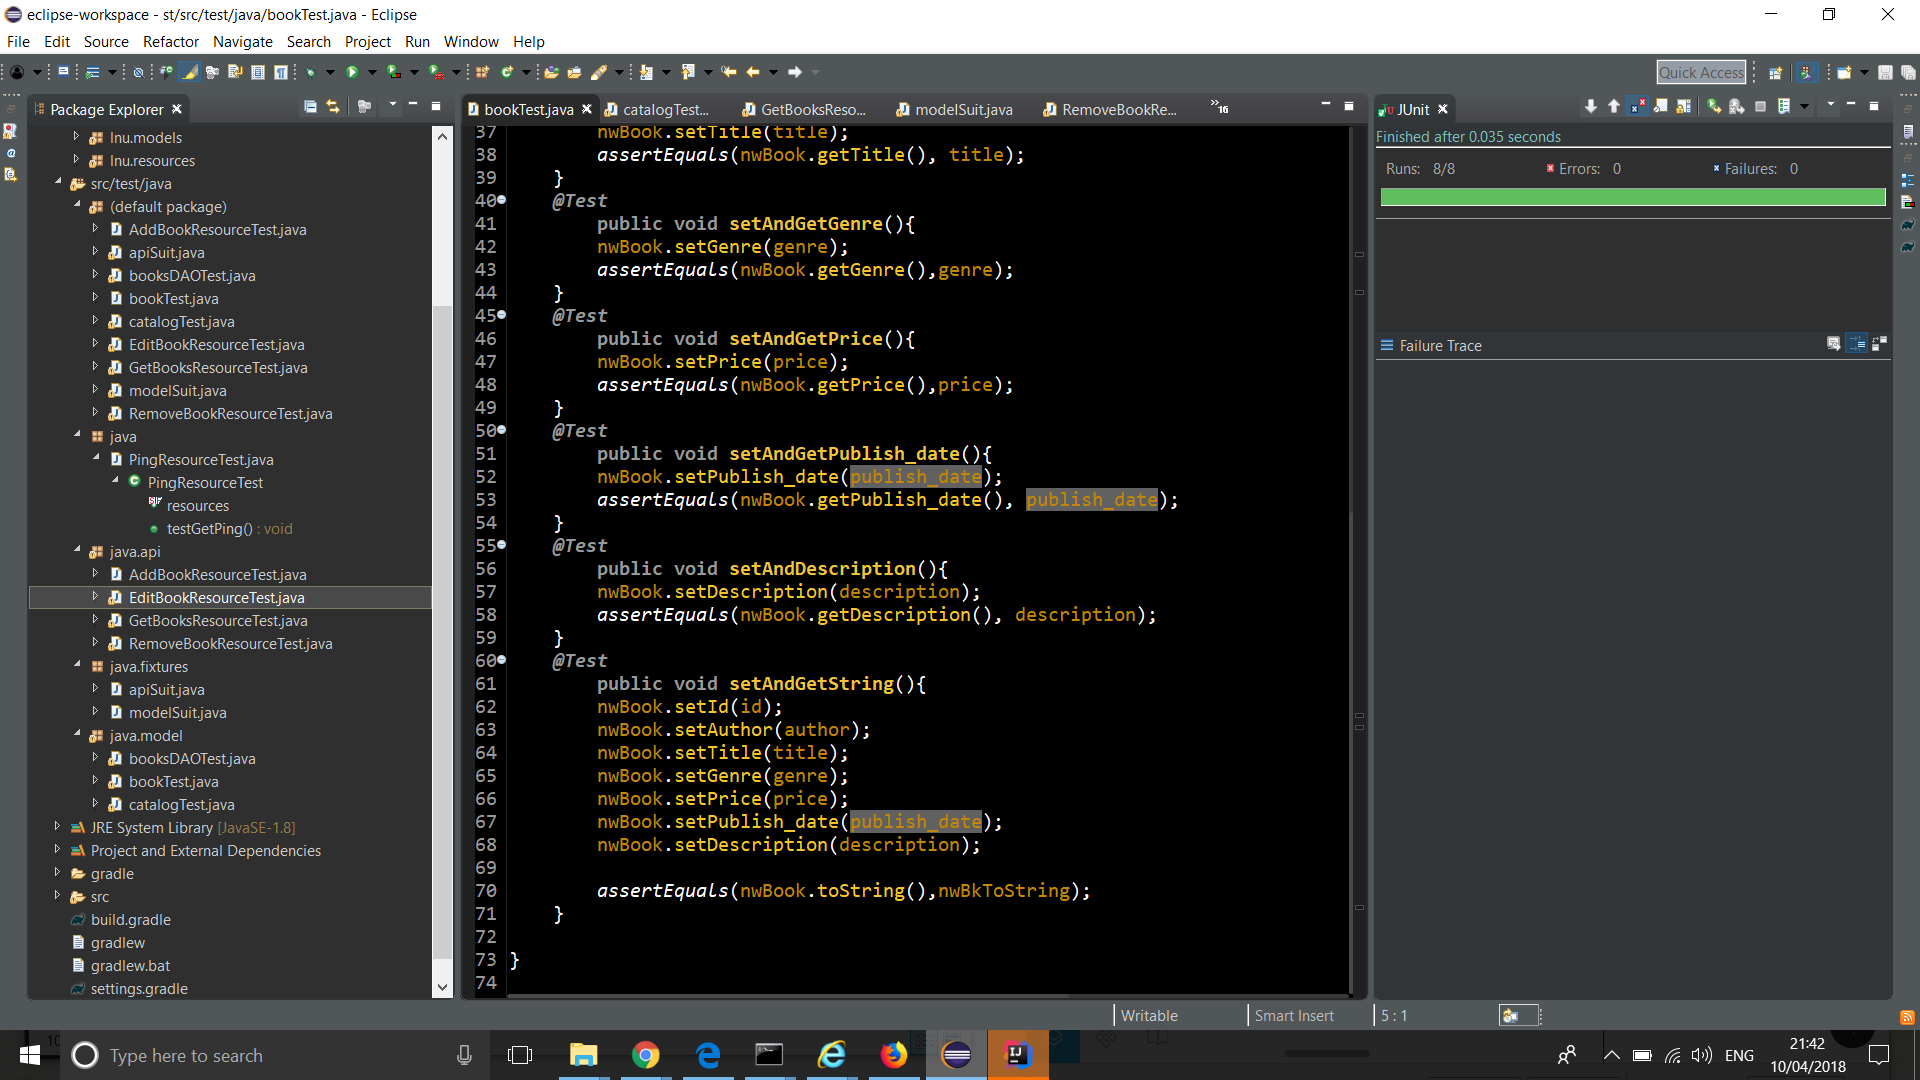 eclipse-workspace - st/src/test/java/bookTest.java - Eclipse
File Edit Source Refactor Navigate Search Project Run Window Help
Quick Access
Package Explorer
lnu.models
lnu.resources
src/test/java
(default package)
AddBookResourceTest.java
apiSuit.java
booksDAOTest.java
bookTest.java
catalogTest.java
EditBookResourceTest.java
GetBooksResourceTest.java
modelSuit.java
RemoveBookResourceTest.java
java
PingResourceTest.java
PingResourceTest
resources
testGetPing() : void
java.api
AddBookResourceTest.java
EditBookResourceTest.java
GetBooksResourceTest.java
RemoveBookResourceTest.java
java.fixtures
apiSuit.java
modelSuit.java
java.model
booksDAOTest.java
bookTest.java
catalogTest.java
JRE System Library [JavaSE-1.8]
Project and External Dependencies
gradle
src
build.gradle
gradlew
gradlew.bat
settings.gradle
bookTest.java catalogTest... GetBooksReso... modelSuit.java RemoveBookRe... »16
37 nwBook.setTitle(title);
38 assertEquals(nwBook.getTitle(), title);
39 }
40 @Test
41 public void setAndGetGenre(){
42 nwBook.setGenre(genre);
43 assertEquals(nwBook.getGenre(),genre);
44 }
45 @Test
46 public void setAndGetPrice(){
47 nwBook.setPrice(price);
48 assertEquals(nwBook.getPrice(),price);
49 }
50 @Test
51 public void setAndGetPublish_date(){
52 nwBook.setPublish_date(publish_date);
53 assertEquals(nwBook.getPublish_date(), publish_date);
54 }
55 @Test
56 public void setAndDescription(){
57 nwBook.setDescription(description);
58 assertEquals(nwBook.getDescription(), description);
59 }
60 @Test
61 public void setAndGetString(){
62 nwBook.setId(id);
63 nwBook.setAuthor(author);
64 nwBook.setTitle(title);
65 nwBook.setGenre(genre);
66 nwBook.setPrice(price);
67 nwBook.setPublish_date(publish_date);
68 nwBook.setDescription(description);
69
70 assertEquals(nwBook.toString(),nwBkToString);
71 }
72
73 }
74
JUnit
Finished after 0.035 seconds
Runs: 8/8 Errors: 0 Failures: 0
Failure Trace
Writable Smart Insert 5 : 1
Type here to search
ENG
21:42
10/04/2018